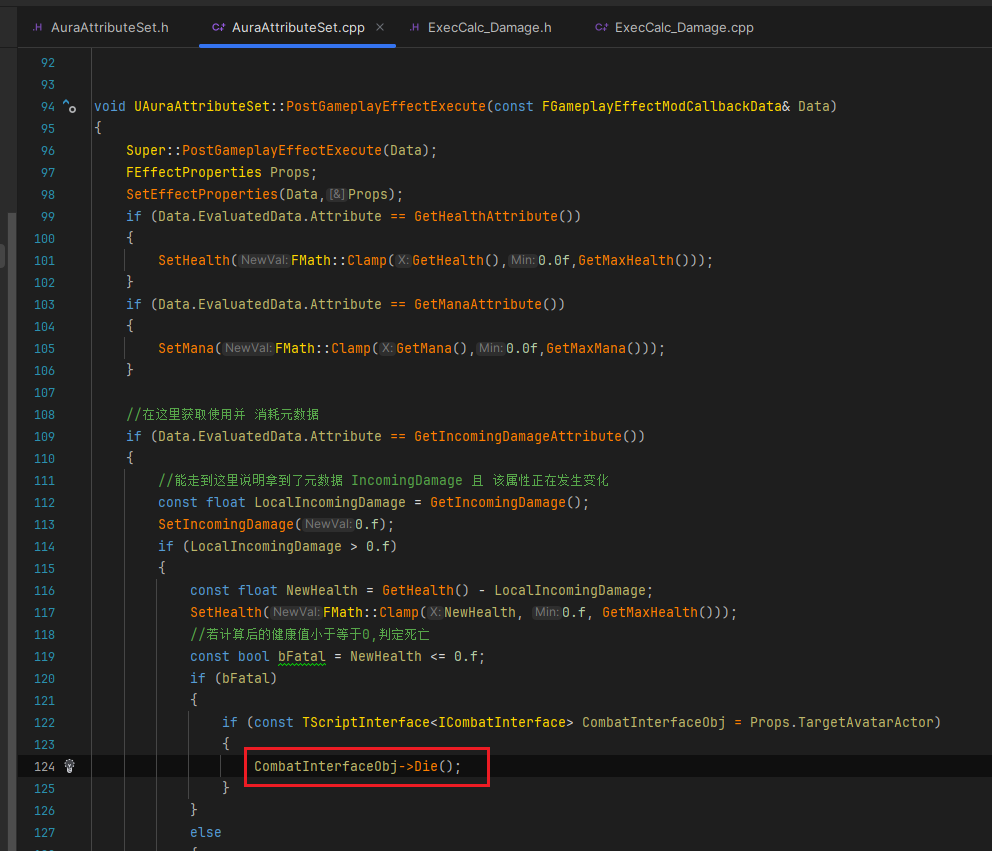 AuraAttributeSet.h AuraAttributeSet.cpp ExecCalc_Damage.h ExecCalc_Damage.cpp
92
93
94 void UAuraAttributeSet::PostGameplayEffectExecute(const FGameplayEffectModCallbackData& Data)
95 {
96 Super::PostGameplayEffectExecute(Data);
97 FEffectProperties Props;
98 SetEffectProperties(Data,[&]Props);
99 if (Data.EvaluatedData.Attribute == GetHealthAttribute())
100 {
101 SetHealth(NewVal:FMath::Clamp(X:GetHealth(),Min:0.0f,GetMaxHealth()));
102 }
103 if (Data.EvaluatedData.Attribute == GetManaAttribute())
104 {
105 SetMana(NewVal:FMath::Clamp(X:GetMana(),Min:0.0f,GetMaxMana()));
106 }
107
108 //在这里获取使用并 消耗元数据
109 if (Data.EvaluatedData.Attribute == GetIncomingDamageAttribute())
110 {
111 //能走到这里说明拿到了元数据 IncomingDamage 且 该属性正在发生变化
112 const float LocalIncomingDamage = GetIncomingDamage();
113 SetIncomingDamage(NewVal:0.f);
114 if (LocalIncomingDamage > 0.f)
115 {
116 const float NewHealth = GetHealth() - LocalIncomingDamage;
117 SetHealth(NewVal:FMath::Clamp(X:NewHealth, Min:0.f, GetMaxHealth()));
118 //若计算后的健康值小于等于0,判定死亡
119 const bool bFatal = NewHealth <= 0.f;
120 if (bFatal)
121 {
122 if (const TScriptInterface<ICombatInterface> CombatInterfaceObj = Props.TargetAvatarActor)
123 {
124 CombatInterfaceObj->Die();
125 }
126 }
127 else